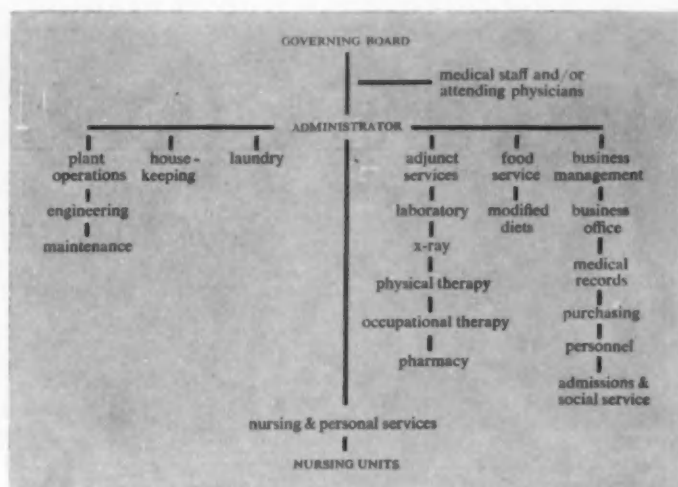 GOVERNING BOARD
medical staff and/or
attending physicians
ADMINISTRATOR
plant
operations
engineering
maintenance
house-
keeping
laundry
adjunct
services
laboratory
x-ray
physical therapy
occupational therapy
pharmacy
food
service
modified
diets
business
management
business
office
medical
records
purchasing
personnel
admissions &
social service
nursing & personal services
NURSING UNITS